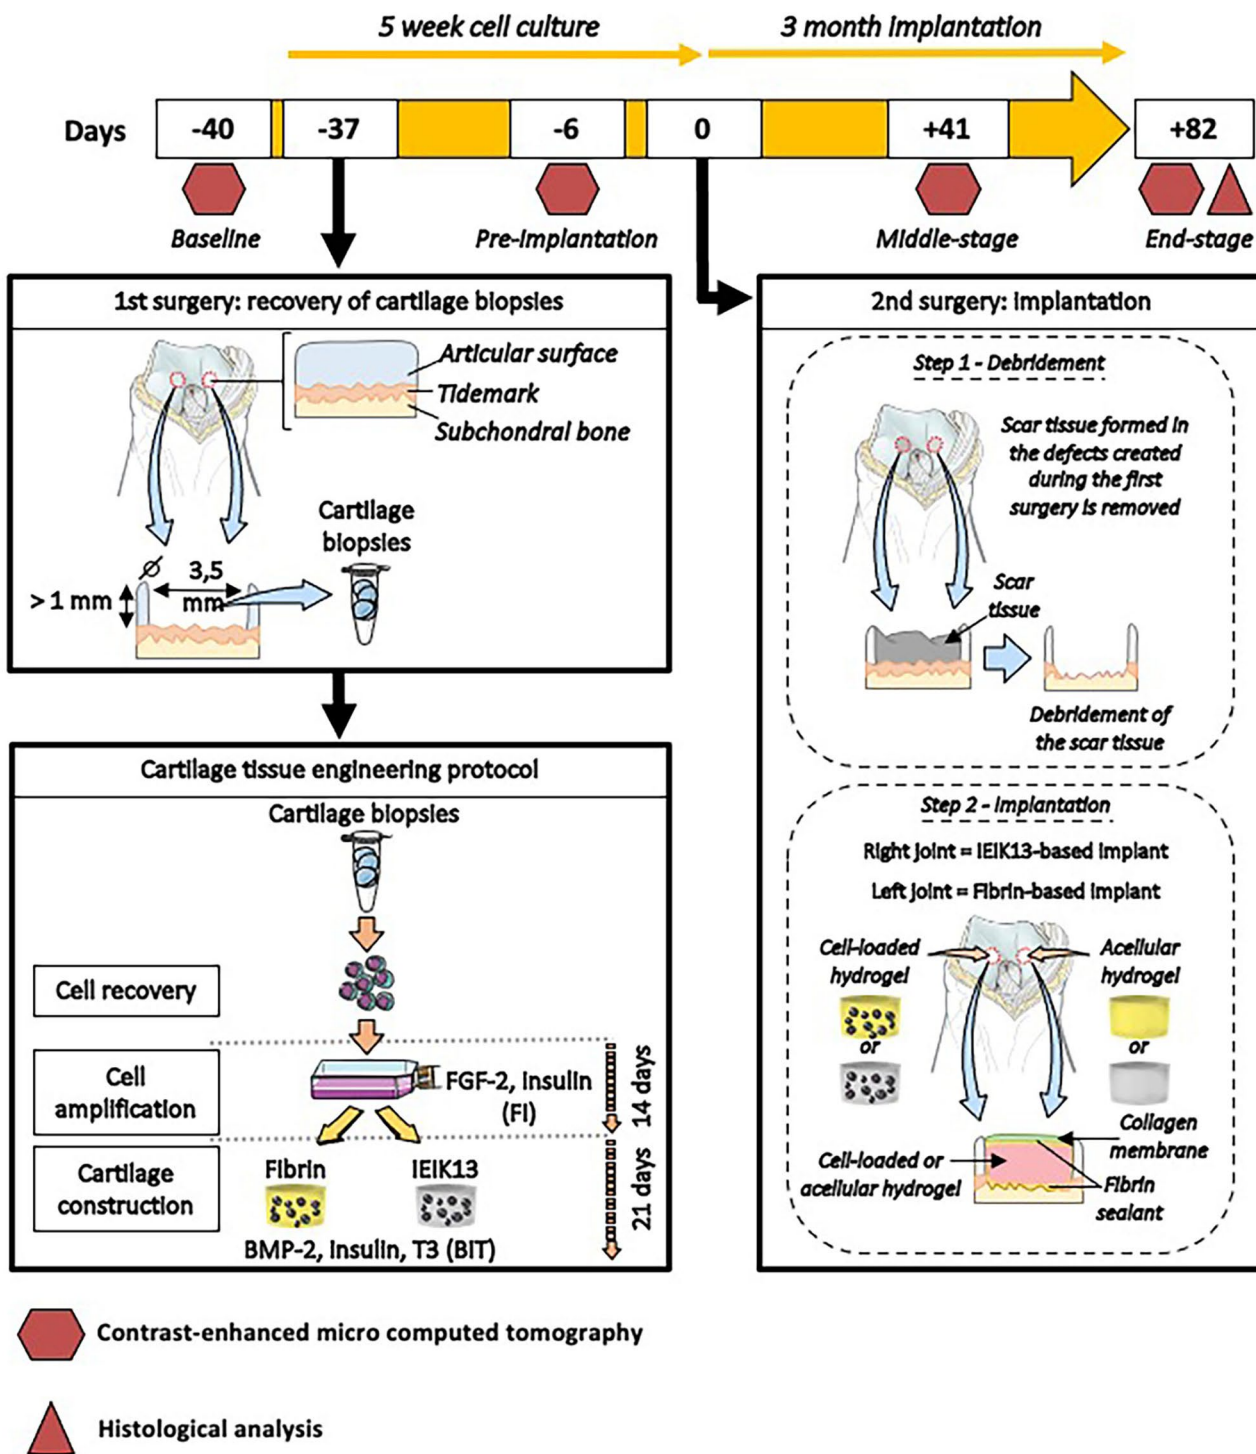 5 week cell culture
3 month implantation
Days
-40
-37
-6
0
+41
+82
Baseline
Pre-implantation
Middle-stage
End-stage
1st surgery: recovery of cartilage biopsies
Articular surface
Tidemark
Subchondral bone
Cartilage
biopsies
Ø
3,5
mm
> 1 mm
Cartilage tissue engineering protocol
Cartilage biopsies
Cell recovery
Cell
amplification
FGF-2, insulin
(FI)
14 days
Cartilage
construction
Fibrin
IEIK13
BMP-2, insulin, T3 (BIT)
21 days
2nd surgery: implantation
Step 1 - Debridement
Scar tissue formed in
the defects created
during the first
surgery is removed
Scar
tissue
Debridement of
the scar tissue
Step 2 - Implantation
Right joint = IEIK13-based implant
Left joint = Fibrin-based implant
Cell-loaded
hydrogel
or
Acellular
hydrogel
or
Collagen
membrane
Cell-loaded or
acellular hydrogel
Fibrin
sealant
Contrast-enhanced micro computed tomography
Histological analysis